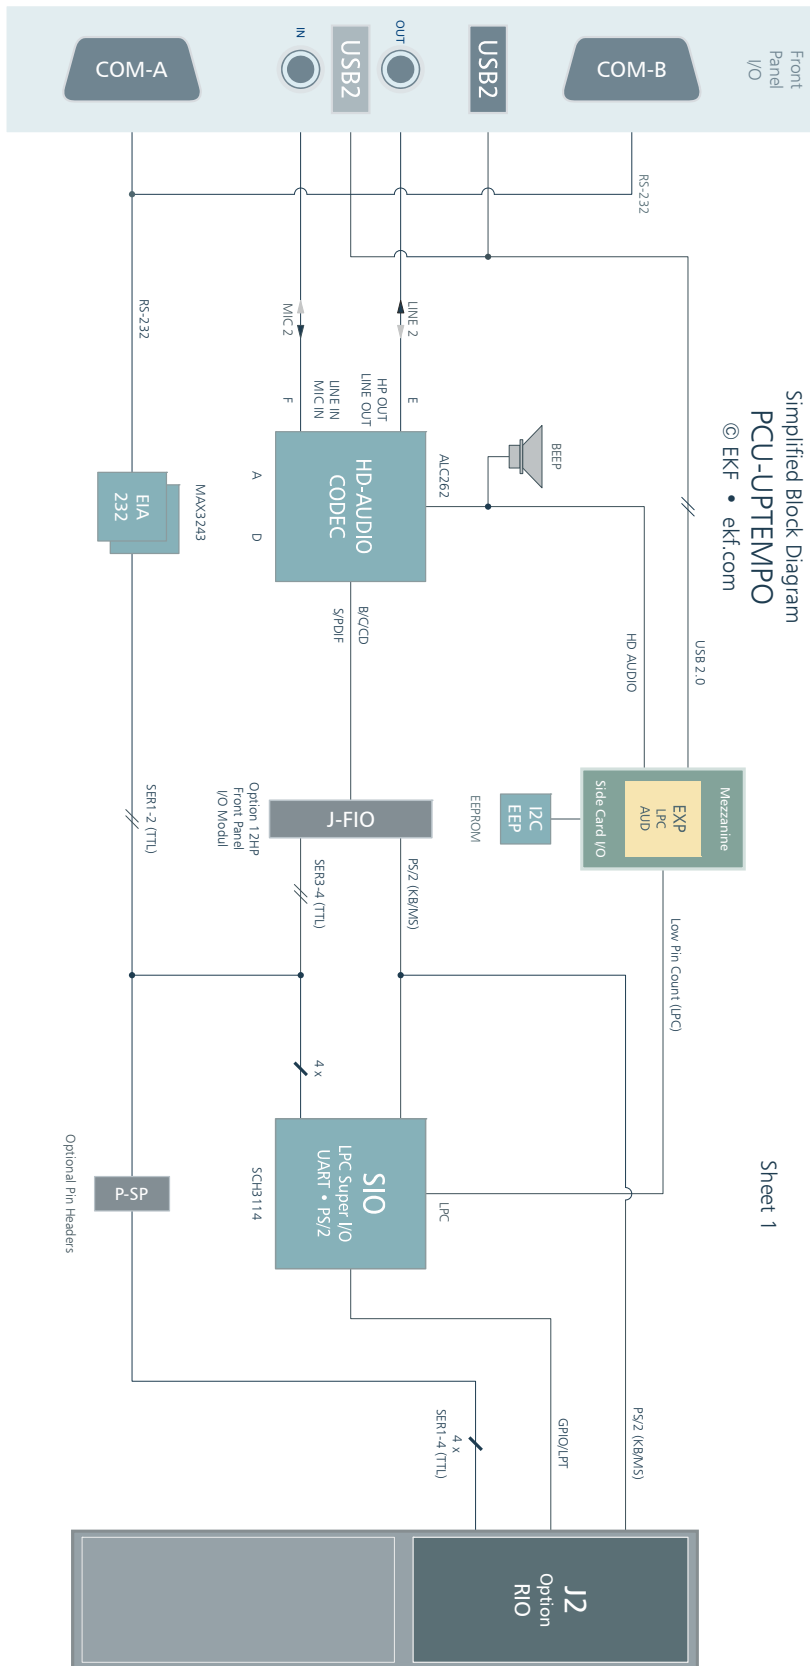 Front
Panel
I/O
COM-A
IN
USB2
OUT
USB2
COM-B
RS-232
RS-232
MIC 2
LINE 2
F
LINE IN
MIC IN
HP OUT
LINE OUT
E
Simplified Block Diagram
PCU-UPTEMPO
© EKF • ekf.com
BEEP
ALC262
HD-AUDIO
CODEC
A
D
MAX3243
EIA
232
B/C/CD
S/PDIF
HD AUDIO
USB 2.0
SER1-2 (TTL)
Option 12HP
Front Panel
I/O Modul
J-FIO
EEPROM
I2C
EEP
Mezzanine
EXP
LPC
AUD
Side Card I/O
SER3-4 (TTL)
PS/2 (KB/MS)
Low Pin Count (LPC)
4 x
Sheet 1
SIO
LPC Super I/O
UART • PS/2
SCH3114
LPC
P-SP
Optional Pin Headers
4 x
SER1-4 (TTL)
GPIO/LPT
PS/2 (KB/MS)
J2
Option
RIO